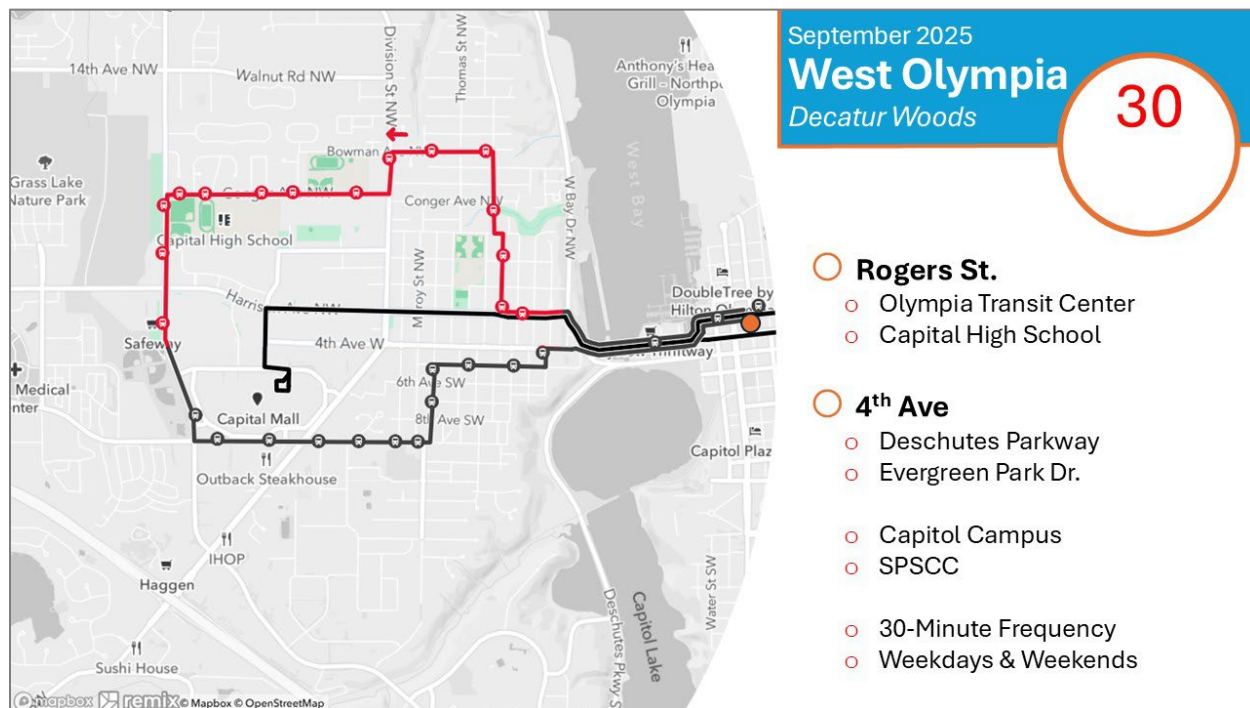 September 2025
West Olympia
Decatur Woods
30
Rogers St.
Olympia Transit Center
Capital High School
4th Ave
Deschutes Parkway
Evergreen Park Dr.
Capitol Campus
SPSCC
30-Minute Frequency
Weekdays & Weekends
14th Ave NW
Walnut Rd NW
Division St NW
Thomas St NW
Anthony's Hea
Grill - Northpo
Olympia
Bowman Ave NW
Grass Lake
Nature Park
Conger Ave NW
Conger Ave NW
West Bay
W Bay Dr NW
Capital High School
DoubleTree by
Hilton
Safeway
4th Ave W
6th Ave SW
Medical
Capital Mall
8th Ave SW
Capitol Plaz
Outback Steakhouse
IHOP
Haggen
Water St SW
Deschutes Pkwy S
Capitol Lake
Sushi House
mapbox remix © Mapbox © OpenStreetMap